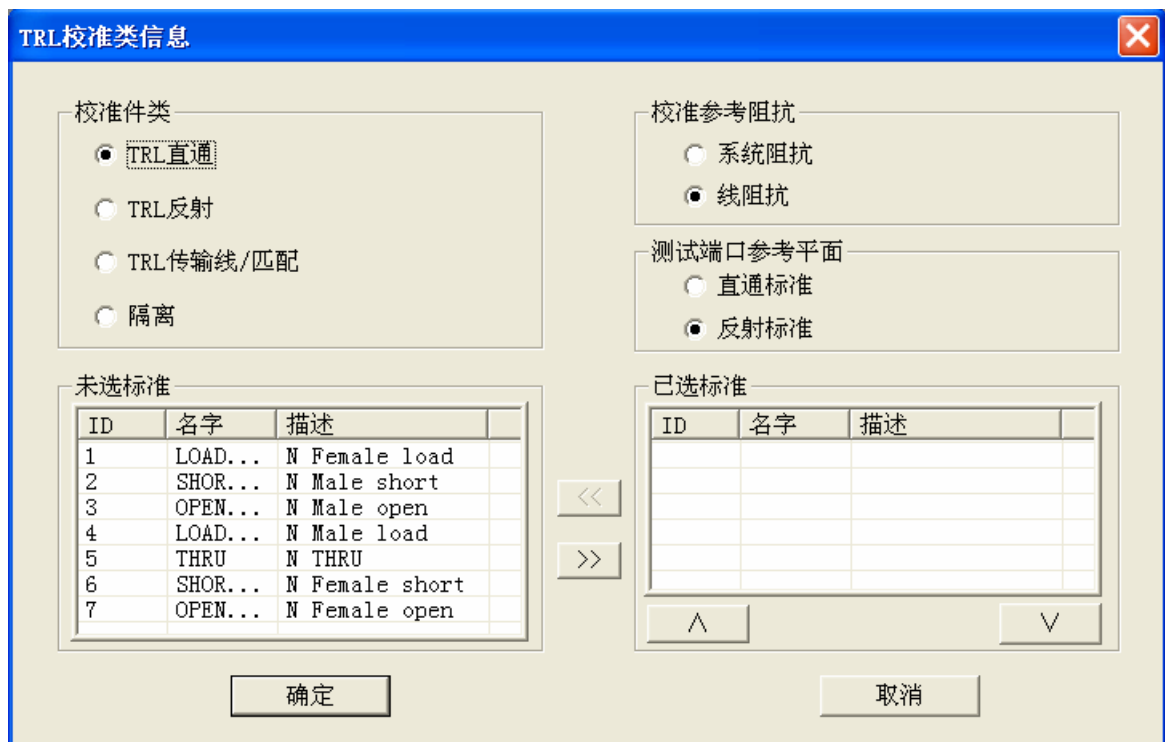 TRL校准类信息
校准件类
TRL直通
TRL反射
TRL传输线/匹配
隔离
校准参考阻抗
系统阻抗
线阻抗
测试端口参考平面
直通标准
反射标准
未选标准
ID 名字 描述
1 LOAD... N Female load
2 SHOR... N Male short
3 OPEN... N Male open
4 LOAD... N Male load
5 THRU N THRU
6 SHOR... N Female short
7 OPEN... N Female open
<<
>>
已选标准
ID 名字 描述
∧ ∨
确定 取消